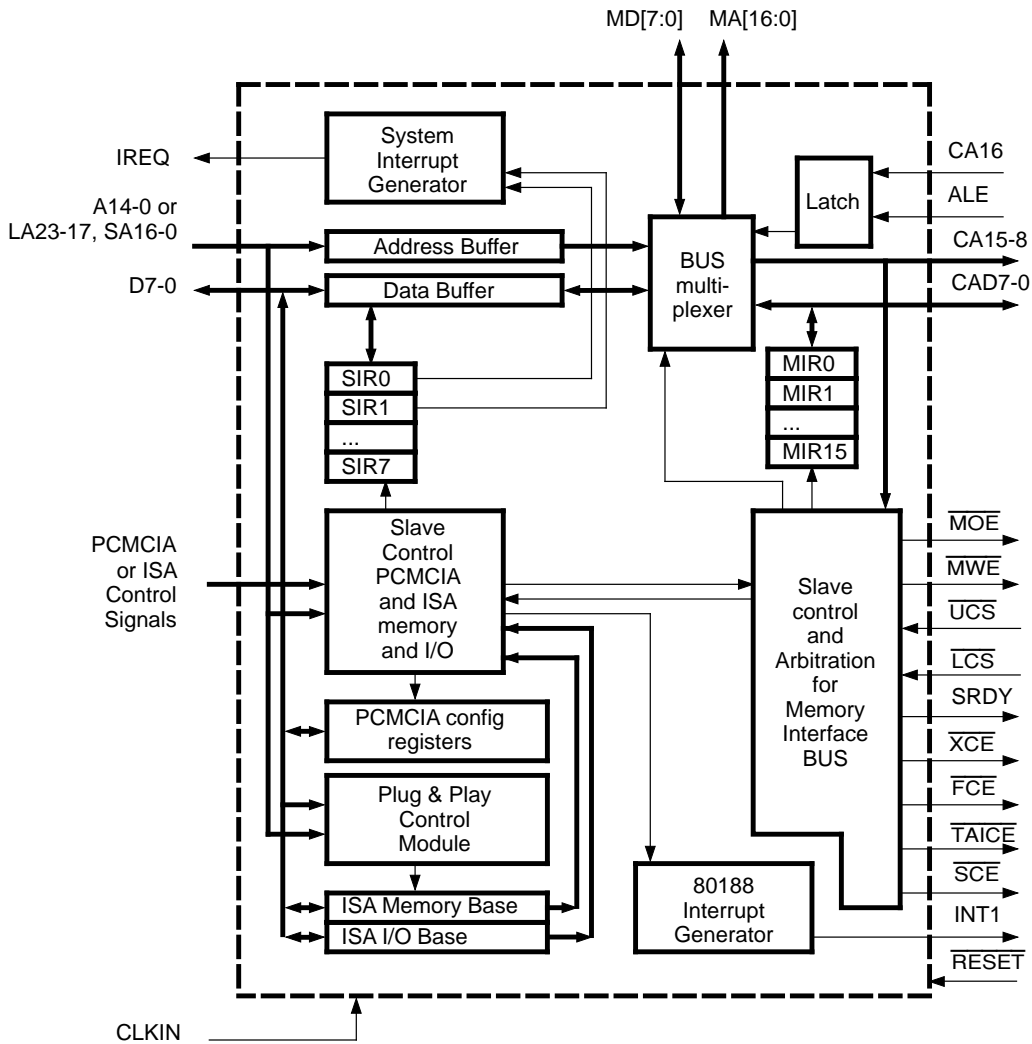 MD[7:0] MA[16:0]
System
Interrupt
Generator
IREQ
CA16
Latch
ALE
A14-0 or
LA23-17, SA16-0
Address Buffer
BUS
multi-
plexer
CA15-8
D7-0
Data Buffer
CAD7-0
SIR0
SIR1
...
SIR7
MIR0
MIR1
...
MIR15
PCMCIA
or ISA
Control
Signals
Slave
Control
PCMCIA
and ISA
memory
and I/O
Slave
control
and
Arbitration
for
Memory
Interface
BUS
MOE
MWE
UCS
LCS
SRDY
XCE
FCE
TAICE
SCE
INT1
RESET
PCMCIA config
registers
Plug & Play
Control
Module
ISA Memory Base
ISA I/O Base
80188
Interrupt
Generator
CLKIN